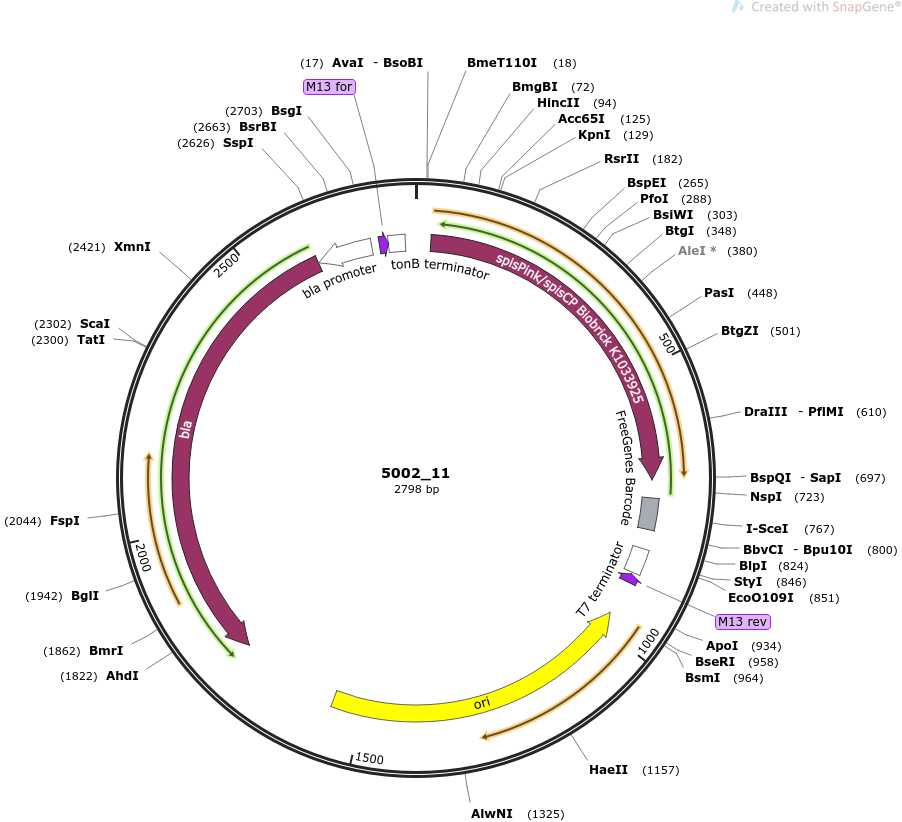 Created with SnapGene®
(17) AvaI - BsoBI
BmeT110I (18)
M13 for
BmgBI (72)
HincII (94)
Acc65I (125)
KpnI (129)
RsrII (182)
BspEI (265)
PfoI (288)
BsiWI (303)
BtgI (348)
AleI * (380)
PasI (448)
BtgZI (501)
DraIII - PflMI (610)
BspQI - SapI (697)
NspI (723)
I-SceI (767)
BbvCI - Bpu10I (800)
BlpI (824)
StyI (846)
EcoO109I (851)
M13 rev
ApoI (934)
BseRI (958)
BsmI (964)
HaeII (1157)
AlwNI (1325)
(1822) AhdI
(1862) BmrI
(1942) BglI
(2044) FspI
(2300) TatI
(2302) ScaI
(2421) XmnI
(2626) SspI
(2663) BsrBI
(2703) BsgI
500
1000
1500
2000
2500
bla promoter
tonB terminator
spisPink/spisCP Biobrick K1033925
FreeGenes Barcode
T7 terminator
ori
bla
5002_11
2798 bp